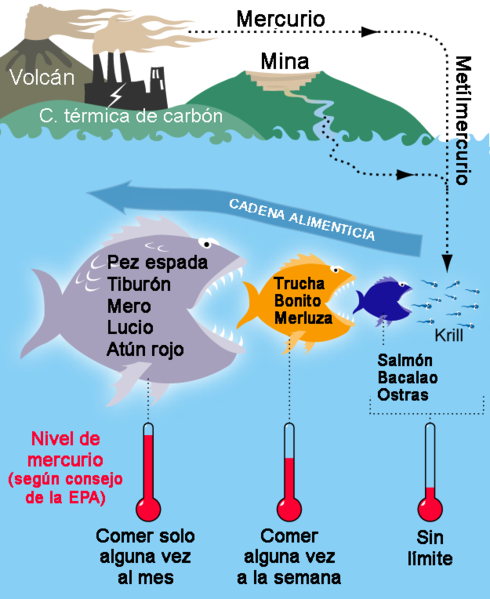 Mercurio
Volcán
Mina
C. térmica de carbón
Metilmercurio
CADENA ALIMENTICIA
Pez espada
Tiburón
Mero
Lucio
Atún rojo
Trucha
Bonito
Merluza
Krill
Salmón
Bacalao
Ostras
Nivel de
mercurio
(según consejo
de la EPA)
Comer solo
alguna vez
al mes
Comer
alguna vez
a la semana
Sin
límite